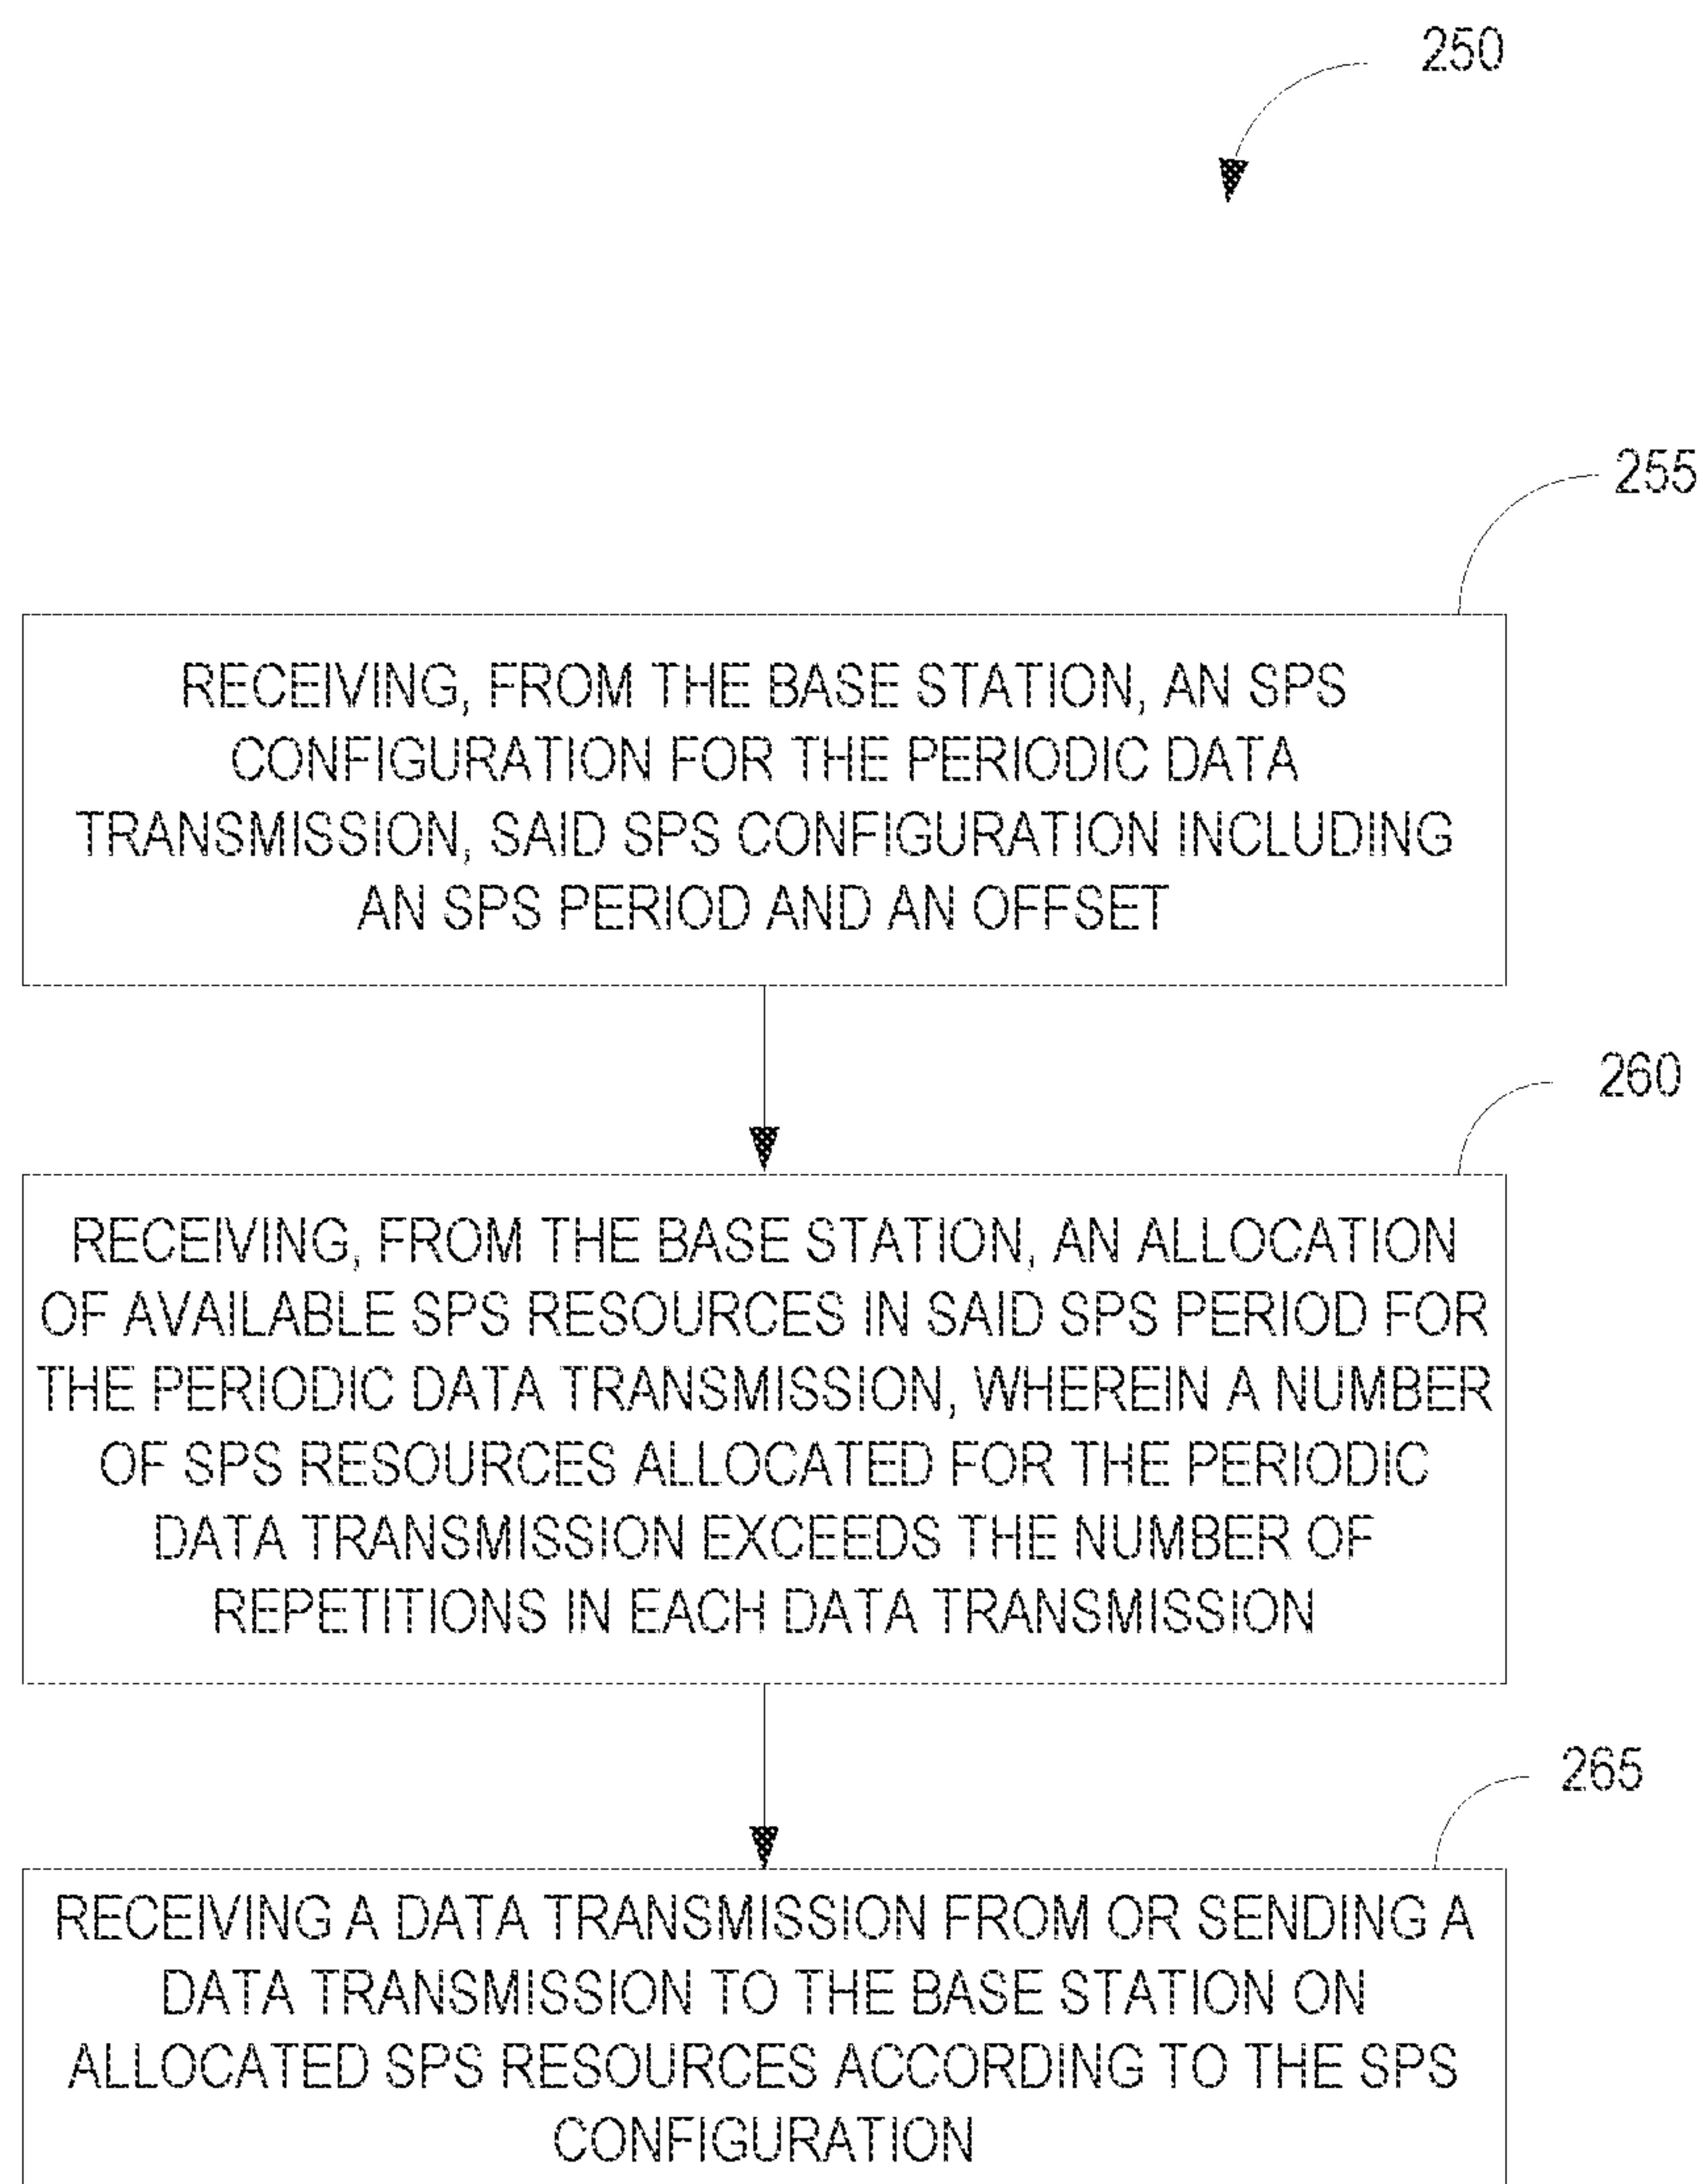 250
255
RECEIVING, FROM THE BASE STATION, AN SPS
CONFIGURATION FOR THE PERIODIC DATA
TRANSMISSION, SAID SPS CONFIGURATION INCLUDING
AN SPS PERIOD AND AN OFFSET
260
RECEIVING, FROM THE BASE STATION, AN ALLOCATION
OF AVAILABLE SPS RESOURCES IN SAID SPS PERIOD FOR
THE PERIODIC DATA TRANSMISSION, WHEREIN A NUMBER
OF SPS RESOURCES ALLOCATED FOR THE PERIODIC
DATA TRANSMISSION EXCEEDS THE NUMBER OF
REPETITIONS IN EACH DATA TRANSMISSION
265
RECEIVING A DATA TRANSMISSION FROM OR SENDING A
DATA TRANSMISSION TO THE BASE STATION ON
ALLOCATED SPS RESOURCES ACCORDING TO THE SPS
CONFIGURATION